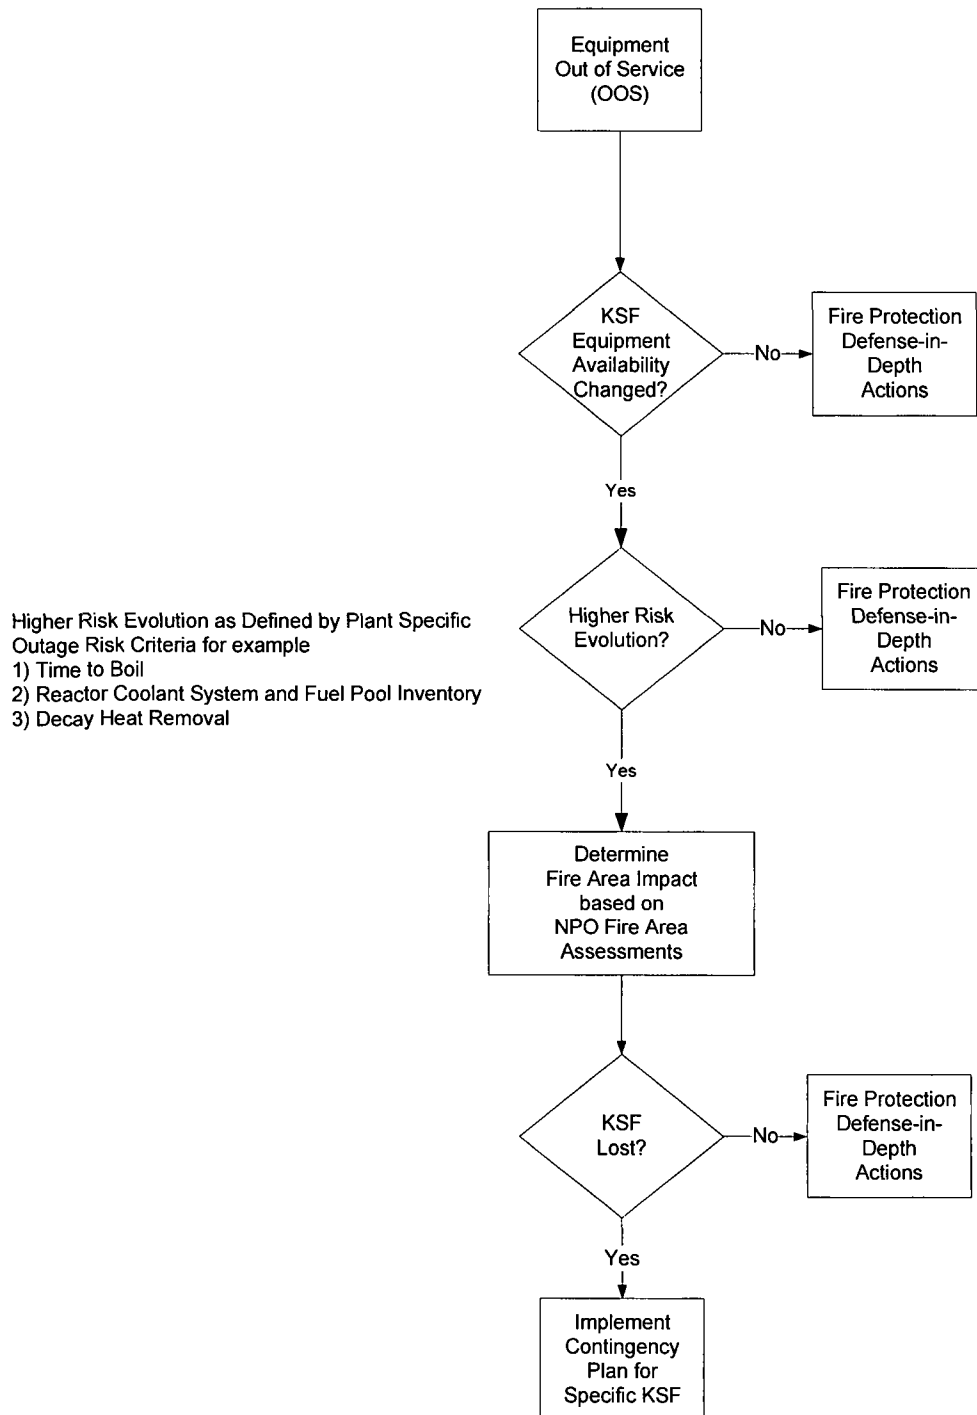 Equipment
Out of Service
(OOS)
KSF
Equipment
Availability
Changed?
No
Fire Protection
Defense-in-
Depth
Actions
Yes
Higher Risk Evolution as Defined by Plant Specific
Outage Risk Criteria for example
1) Time to Boil
2) Reactor Coolant System and Fuel Pool Inventory
3) Decay Heat Removal
Higher Risk
Evolution?
No
Fire Protection
Defense-in-
Depth
Actions
Yes
Determine
Fire Area Impact
based on
NPO Fire Area
Assessments
KSF
Lost?
No
Fire Protection
Defense-in-
Depth
Actions
Yes
Implement
Contingency
Plan for
Specific KSF